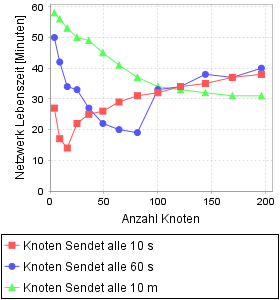 Netzwerk Lebenszeit [Minuten]
60
50
40
30
20
10
0
0
50
100
150
200
Anzahl Knoten
Knoten Sendet alle 10 s
Knoten Sendet alle 60 s
Knoten Sendet alle 10 m